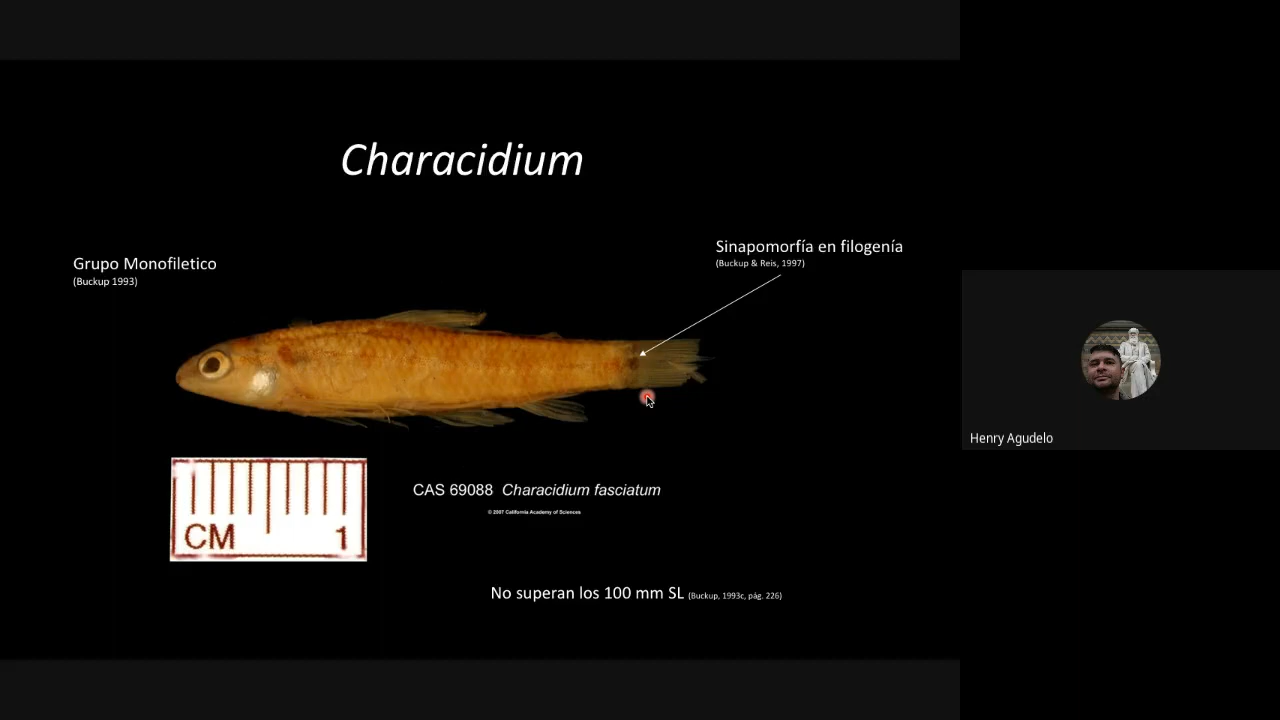 Characidium
Sinapomorfía en filogenía
(Buckup & Reis, 1997)
Grupo Monofiletico
(Buckup 1993)
CM 1
CAS 69088 Characidium fasciatum
© 2007 California Academy of Sciences
No superan los 100 mm SL (Buckup, 1993c, pág. 226)
Henry Agudelo